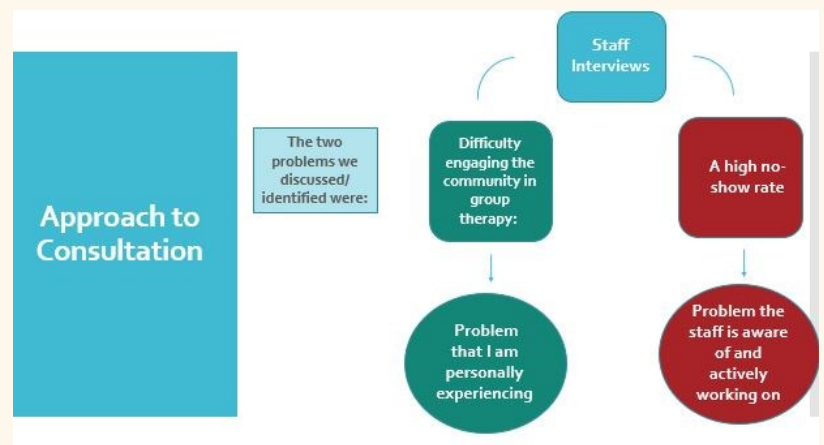 Approach to
Consultation
The two
problems we
discussed/
identified were:
Staff
Interviews
Difficulty
engaging the
community in
group
therapy:
A high no-
show rate
Problem
that I am
personally
experiencing
Problem the
staff is aware
of and
actively
working on